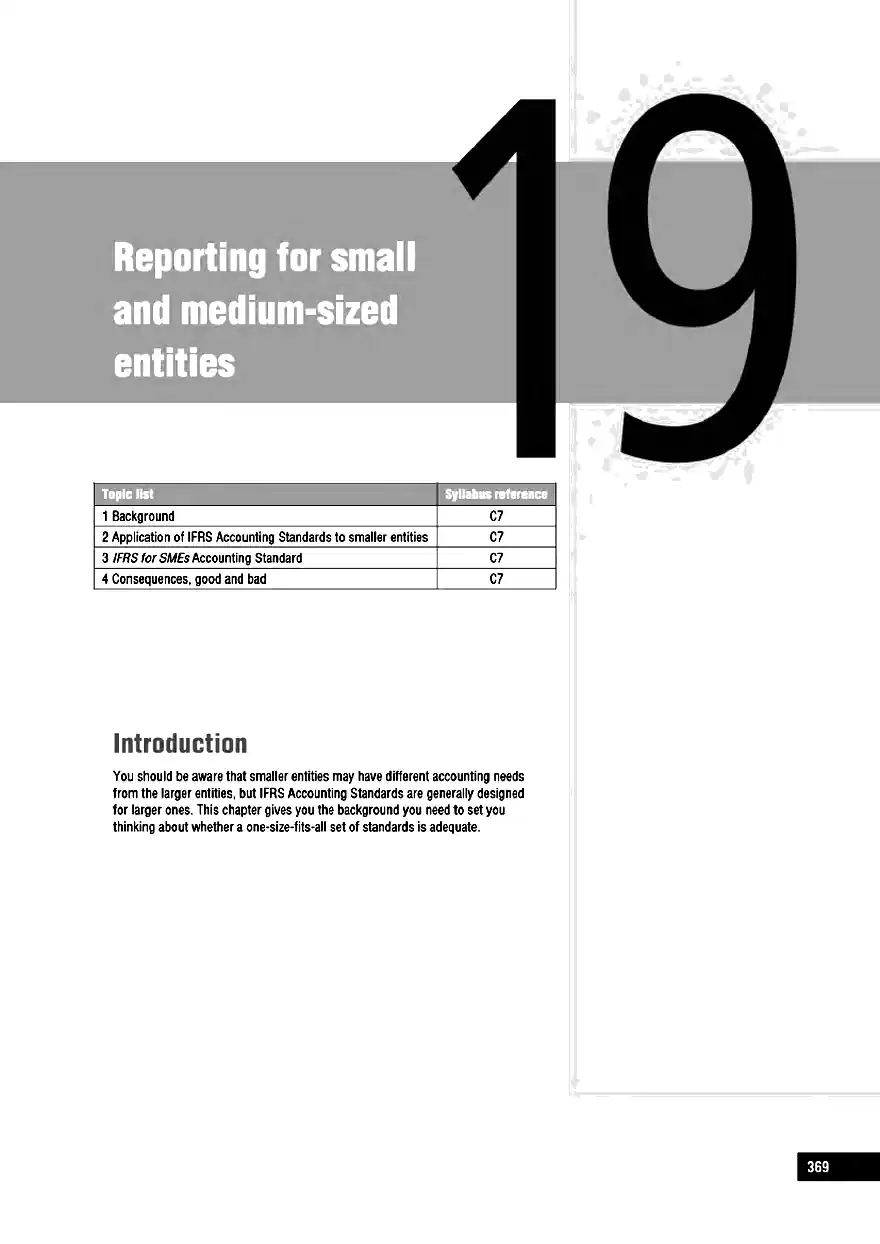 19
Reporting for small
and medium-sized
entities
Topic list Syllabus reference
1 Background C7
2 Application of IFRS Accounting Standards to smaller entities C7
3 IFRS for SMEs Accounting Standard C7
4 Consequences, good and bad C7
Introduction
You should be aware that smaller entities may have different accounting needs
from the larger entities, but IFRS Accounting Standards are generally designed
for larger ones. This chapter gives you the background you need to set you
thinking about whether a one-size-fits-all set of standards is adequate.
369